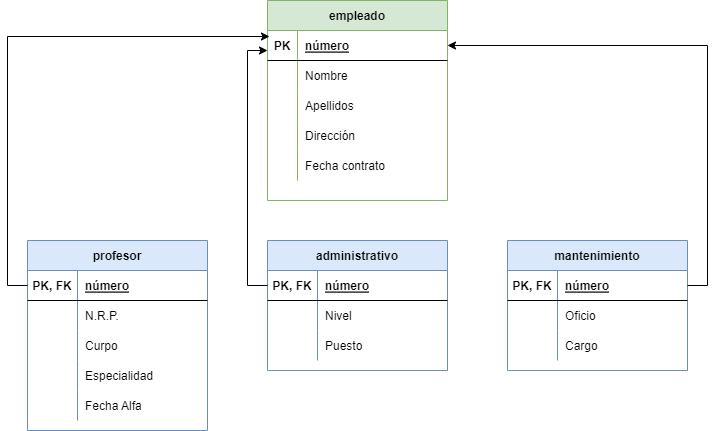 empleado
PK número
Nombre
Apellidos
Dirección
Fecha contrato
profesor
PK, FK número
N.R.P.
Curpo
Especialidad
Fecha Alfa
administrativo
PK, FK número
Nivel
Puesto
mantenimiento
PK, FK número
Oficio
Cargo